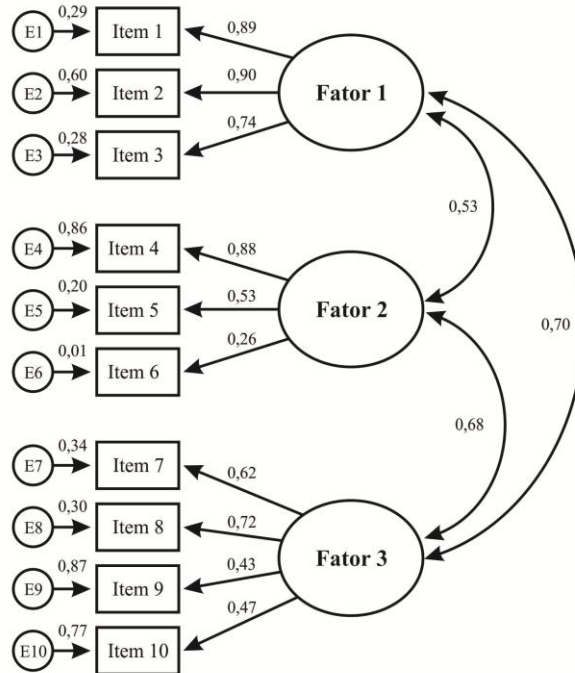 0,29
E1
Item 1
0,89
0,60
E2
Item 2
0,90
Fator 1
0,28
E3
Item 3
0,74
0,53
0,86
E4
Item 4
0,88
0,20
E5
Item 5
0,53
Fator 2
0,01
E6
Item 6
0,26
0,70
0,68
0,34
E7
Item 7
0,62
0,30
E8
Item 8
0,72
Fator 3
0,87
E9
Item 9
0,43
0,77
E10
Item 10
0,47